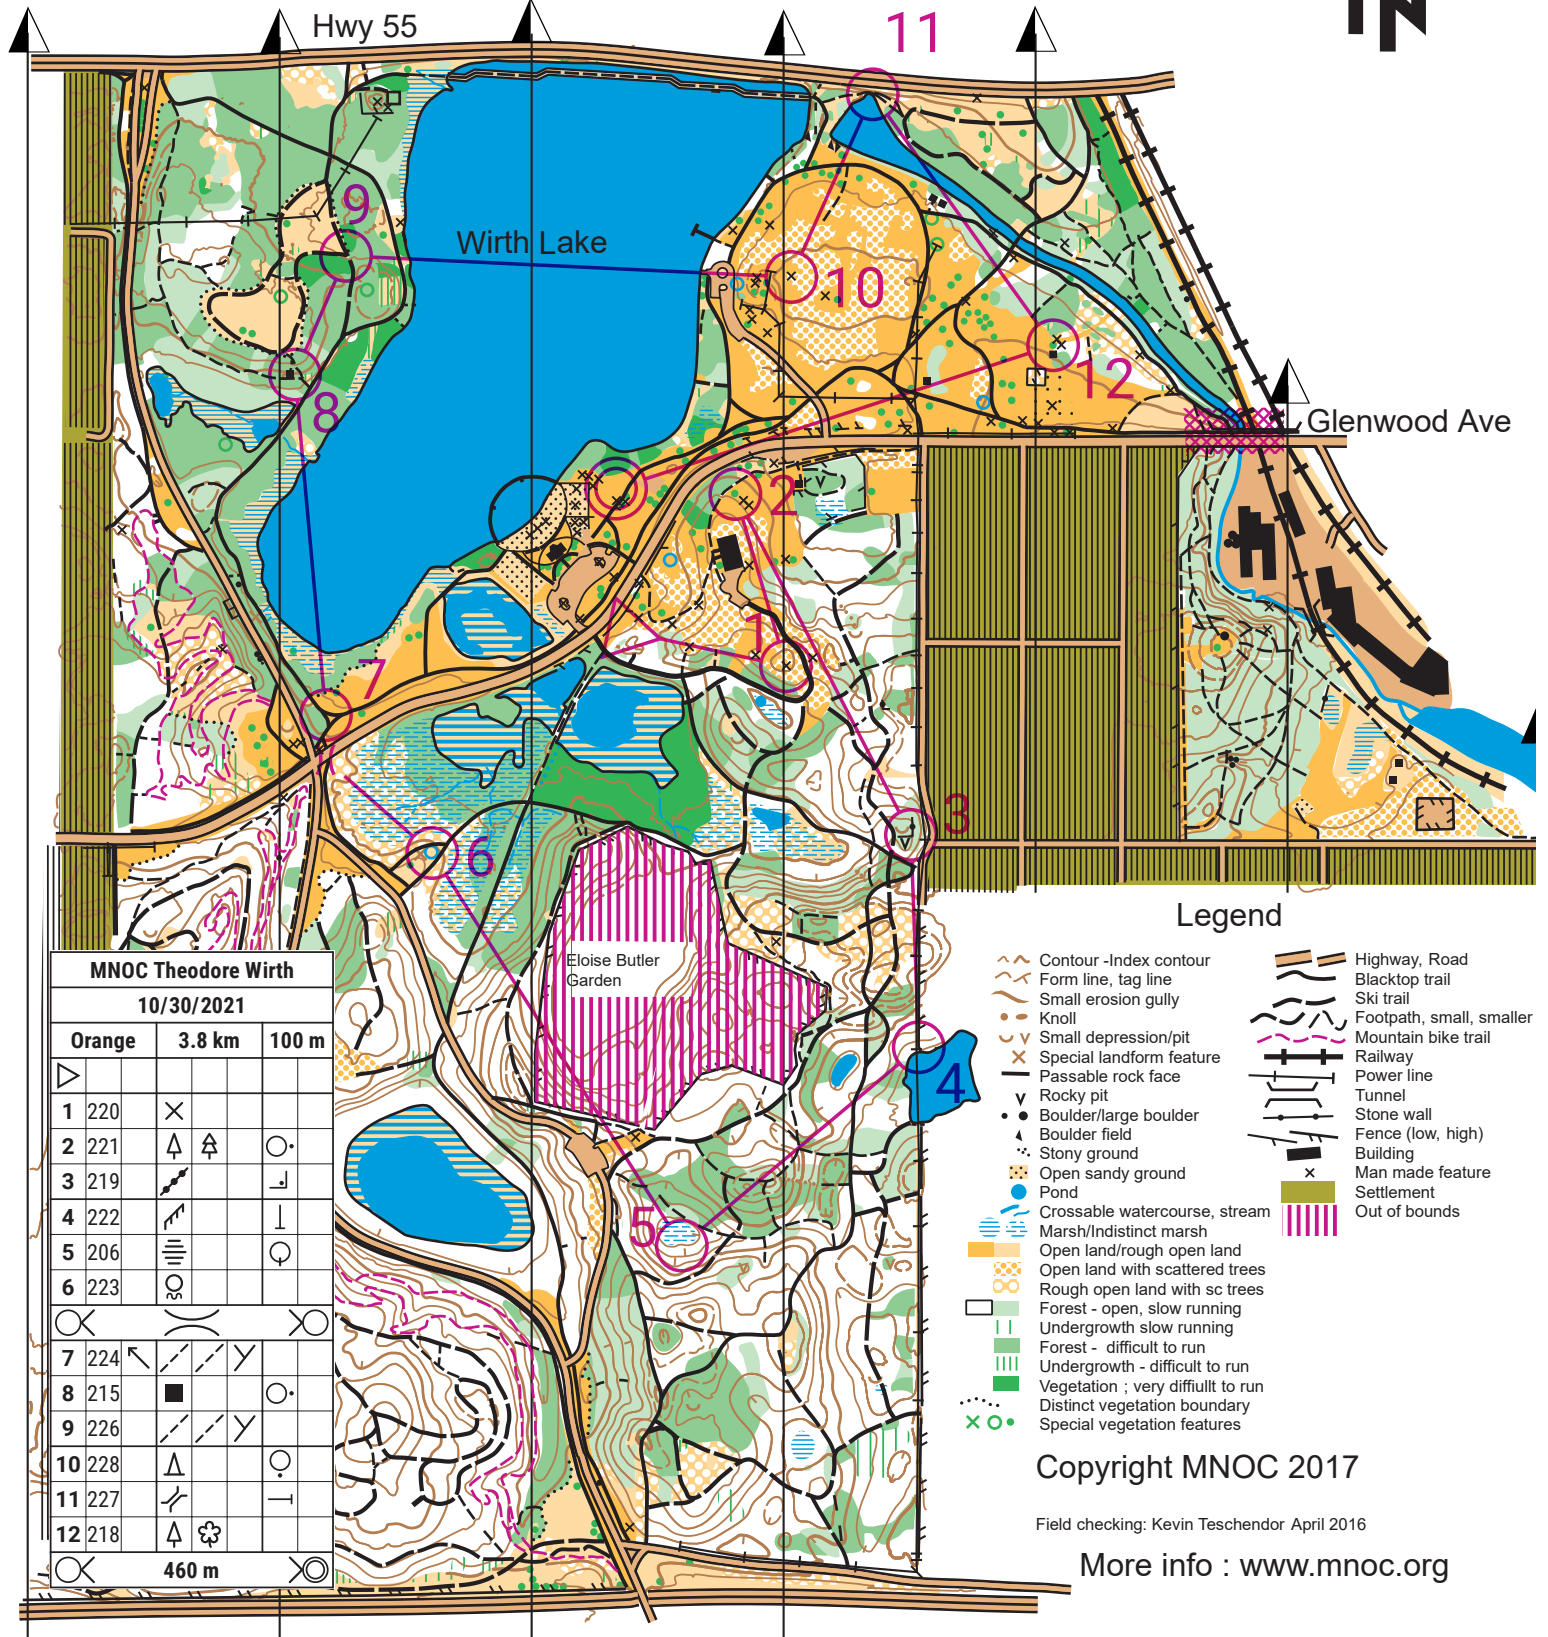 Hwy 55
11
N
9
Wirth Lake
10
12
8
Glenwood Ave
2
1
7
3
6
Eloise Butler
Garden
4
5
MNOC Theodore Wirth
10/30/2021
Orange 3.8 km 100 m
1 220
2 221
3 219
4 222
5 206
6 223
7 224
8 215
9 226
10 228
11 227
12 218
460 m
Legend
Contour -Index contour
Form line, tag line
Small erosion gully
Knoll
Small depression/pit
Special landform feature
Passable rock face
Rocky pit
Boulder/large boulder
Boulder field
Stony ground
Open sandy ground
Pond
Crossable watercourse, stream
Marsh/Indistinct marsh
Open land/rough open land
Open land with scattered trees
Rough open land with sc trees
Forest - open, slow running
Undergrowth slow running
Forest - difficult to run
Undergrowth - difficult to run
Vegetation ; very diffiullt to run
Distinct vegetation boundary
Special vegetation features
Highway, Road
Blacktop trail
Ski trail
Footpath, small, smaller
Mountain bike trail
Railway
Power line
Tunnel
Stone wall
Fence (low, high)
Building
Man made feature
Settlement
Out of bounds
Copyright MNOC 2017
Field checking: Kevin Teschendor April 2016
More info : www.mnoc.org